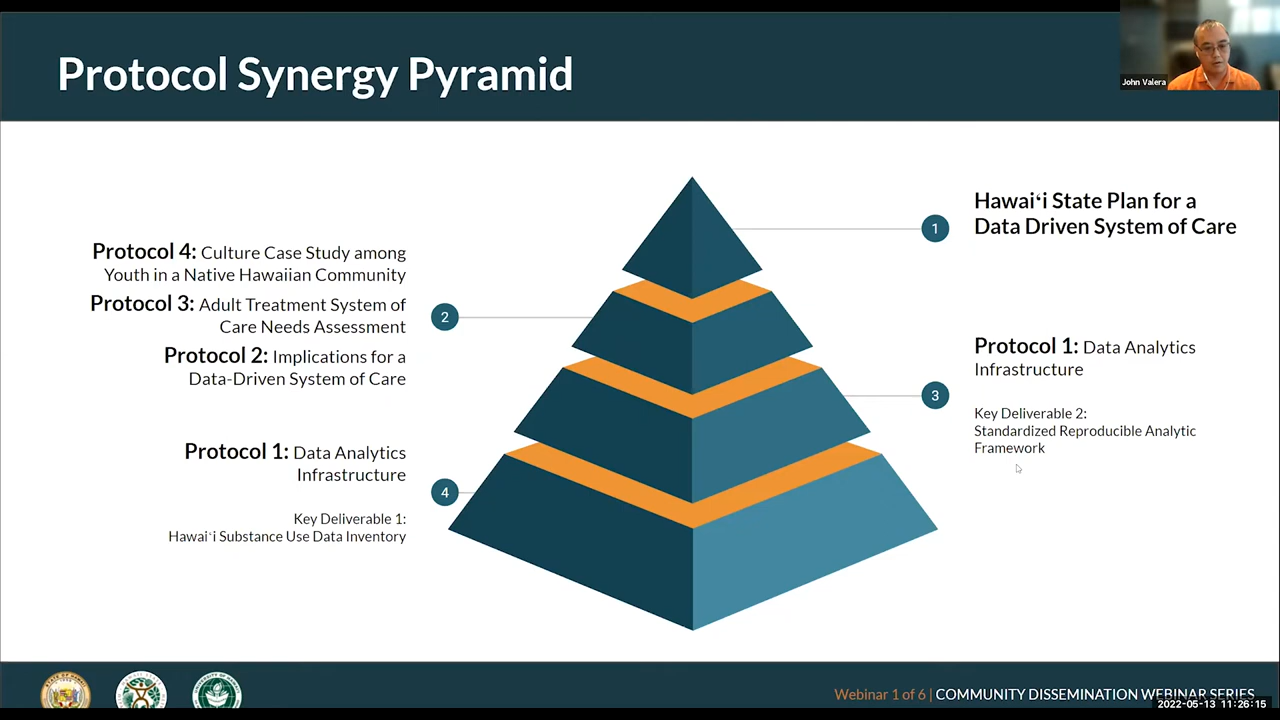 Protocol Synergy Pyramid
John Valera
Protocol 4: Culture Case Study among
Youth in a Native Hawaiian Community
Protocol 3: Adult Treatment System of
Care Needs Assessment
Protocol 2: Implications for a
Data-Driven System of Care
2
Protocol 1: Data Analytics
Infrastructure
Key Deliverable 1:
Hawaiʻi Substance Use Data Inventory
4
1
Hawaiʻi State Plan for a
Data Driven System of Care
3
Protocol 1: Data Analytics
Infrastructure
Key Deliverable 2:
Standardized Reproducible Analytic
Framework
Webinar 1 of 6 | COMMUNITY DISSEMINATION WEBINAR SERIES
2022-05-13 11:26:15